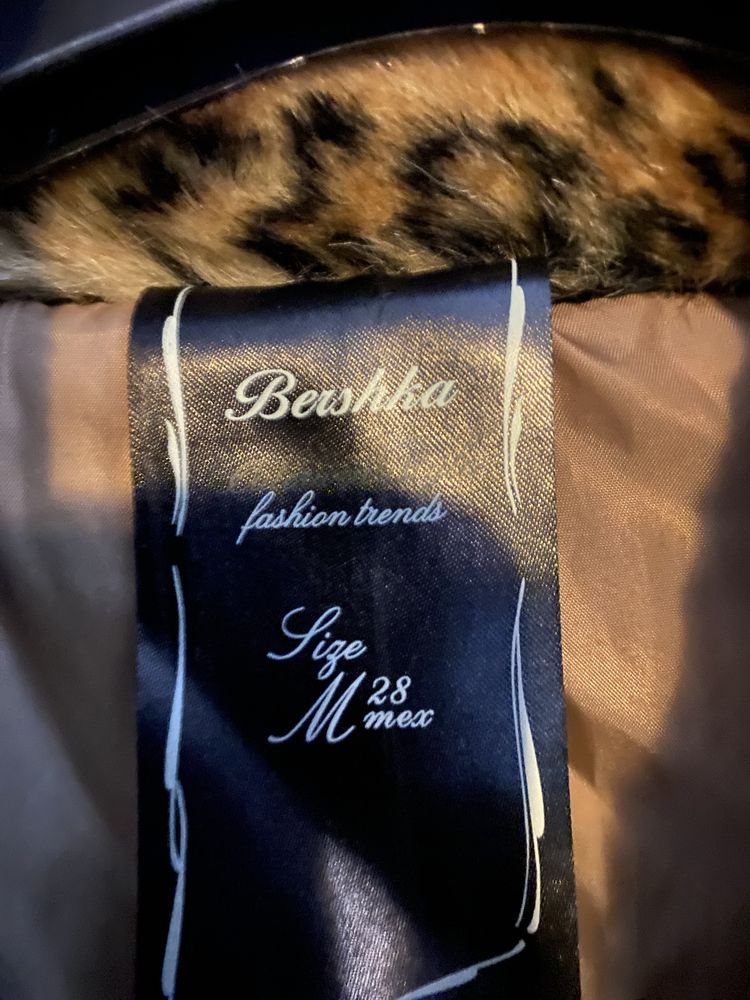 Bershka
fashion trends
Size
M 28
mex